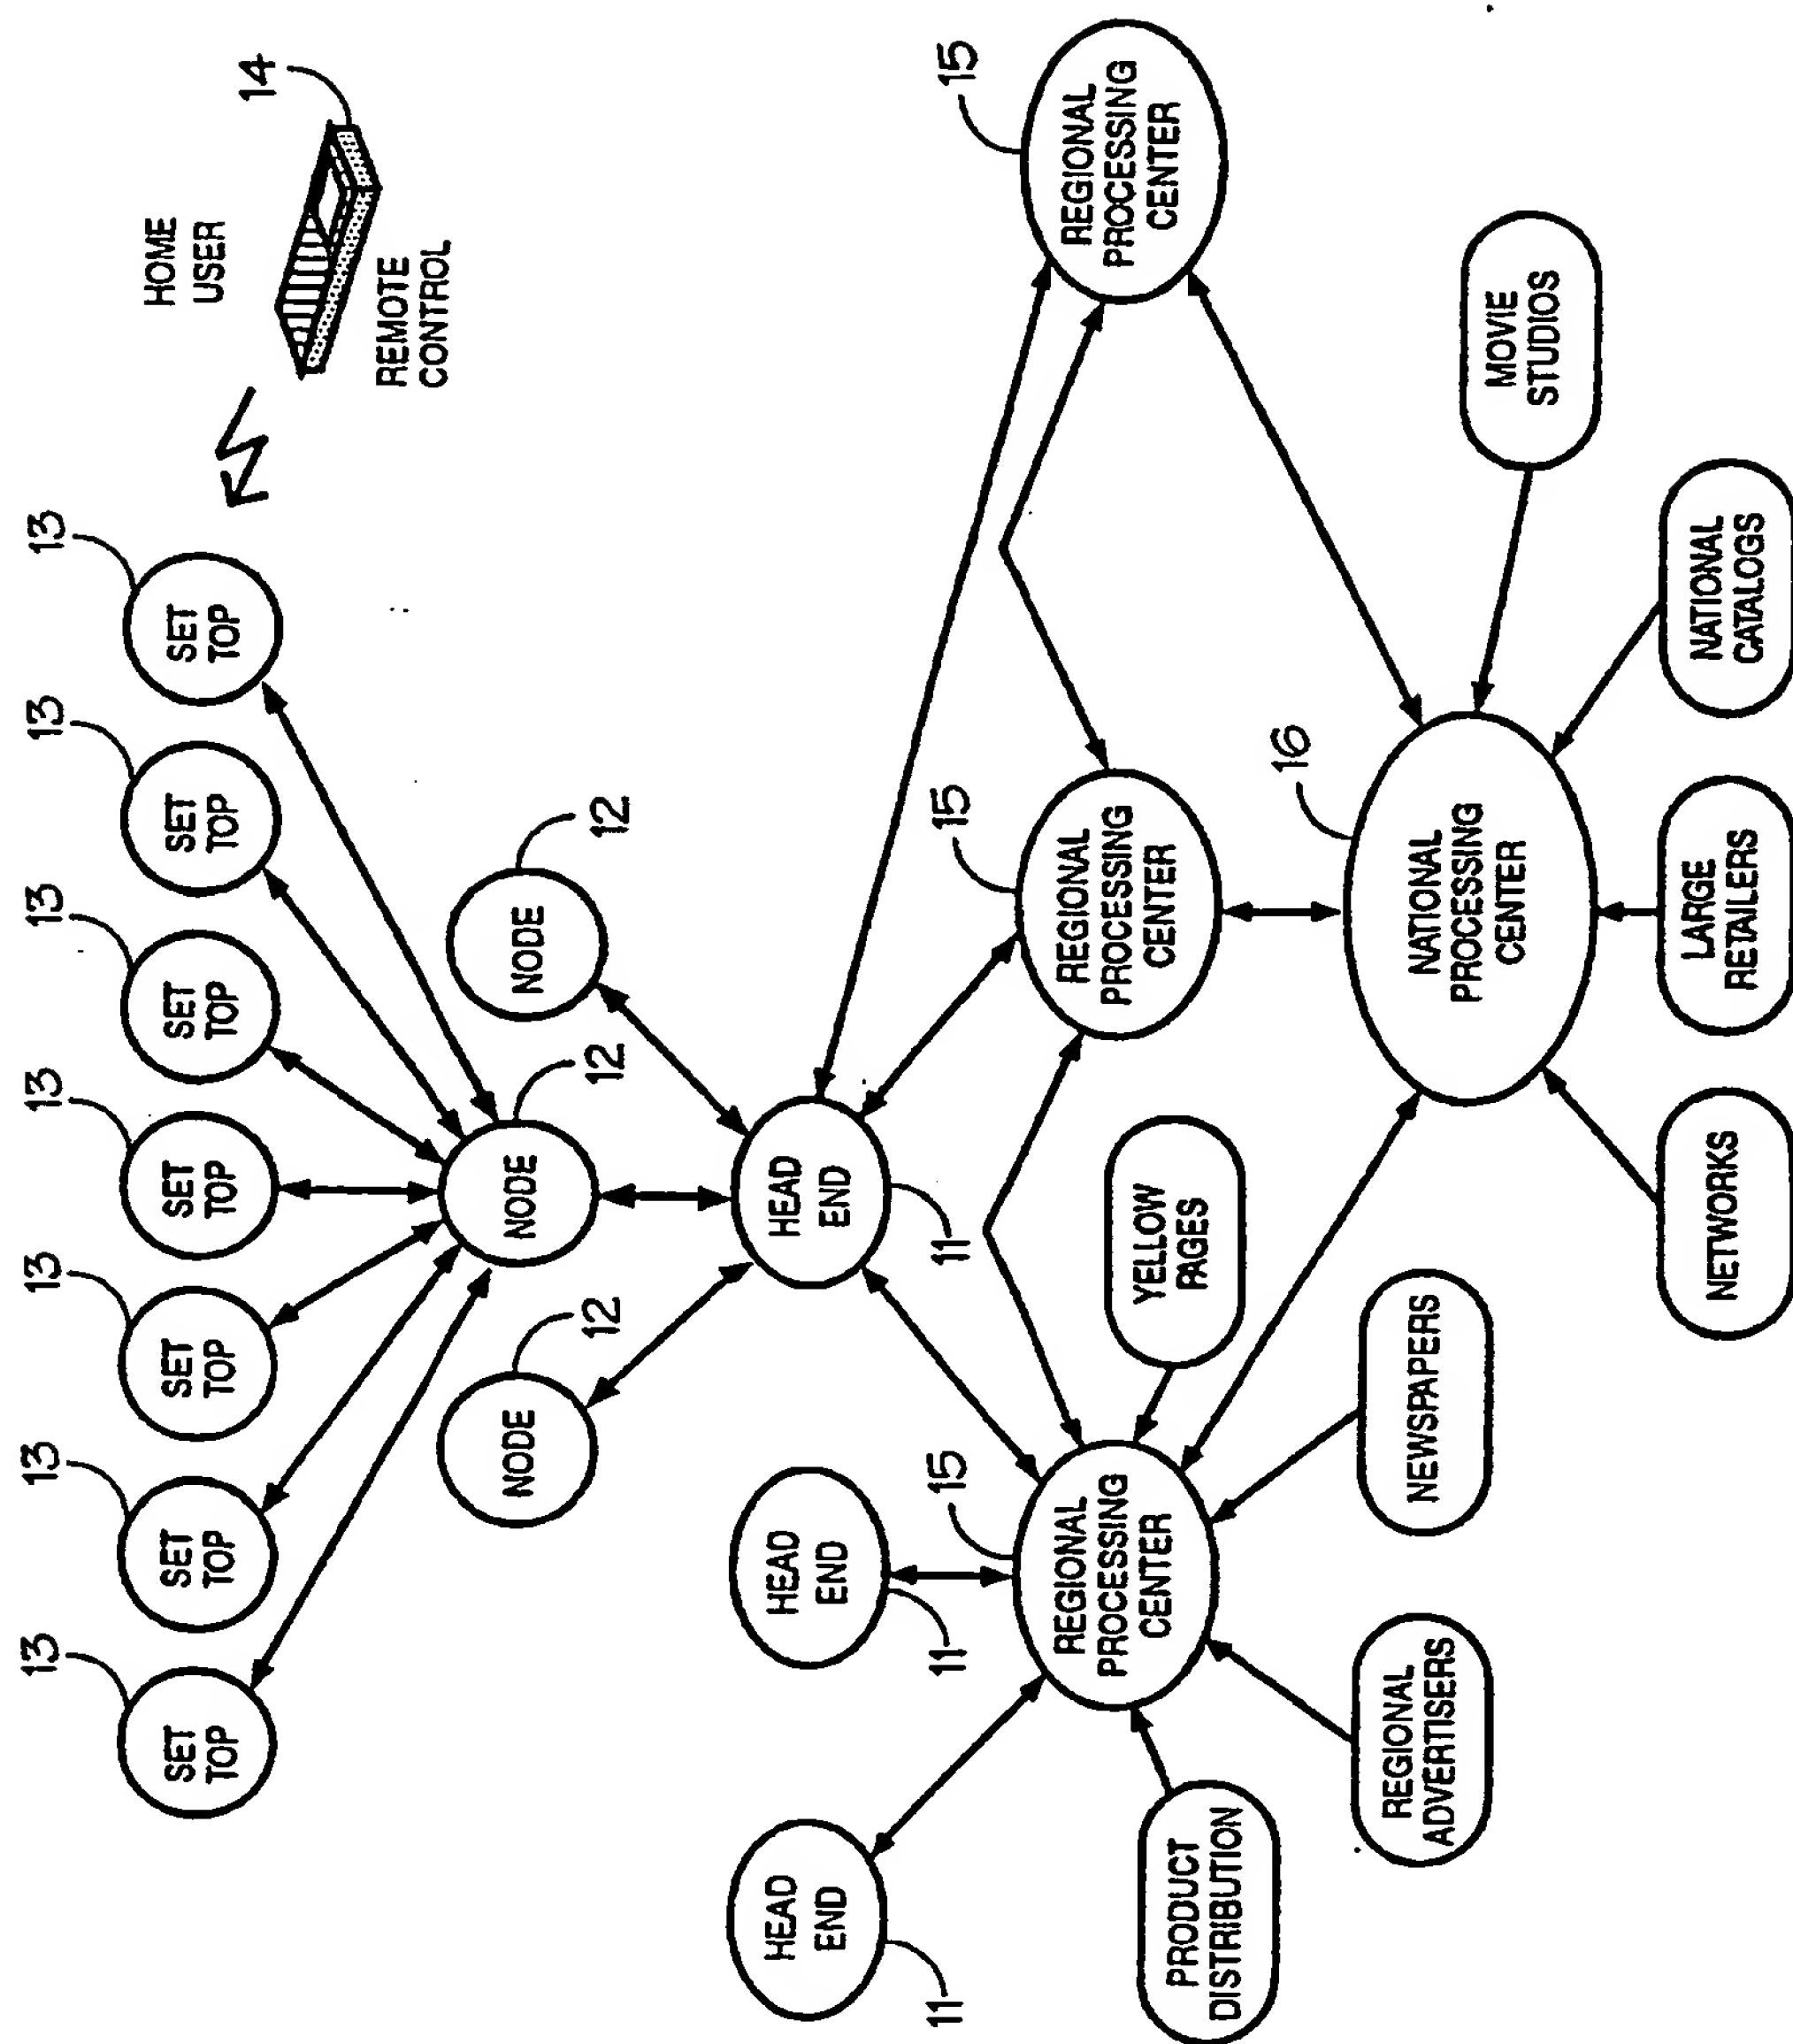 13
13
13
13
13
13
13
14
HOME
USER
SET
TOP
SET
TOP
SET
TOP
SET
TOP
SET
TOP
SET
TOP
SET
TOP
REMOTE
CONTROL
12
12
12
NODE
NODE
NODE
HEAD
END
HEAD
END
HEAD
END
11
11
11
15
15
15
REGIONAL
PROCESSING
CENTER
REGIONAL
PROCESSING
CENTER
REGIONAL
PROCESSING
CENTER
YELLOW
PAGES
PRODUCT
DISTRIBUTION
16
REGIONAL
ADVERTISERS
NEWSPAPERS
NATIONAL
PROCESSING
CENTER
MOVIE
STUDIOS
NETWORKS
LARGE
RETAILERS
NATIONAL
CATALOGS